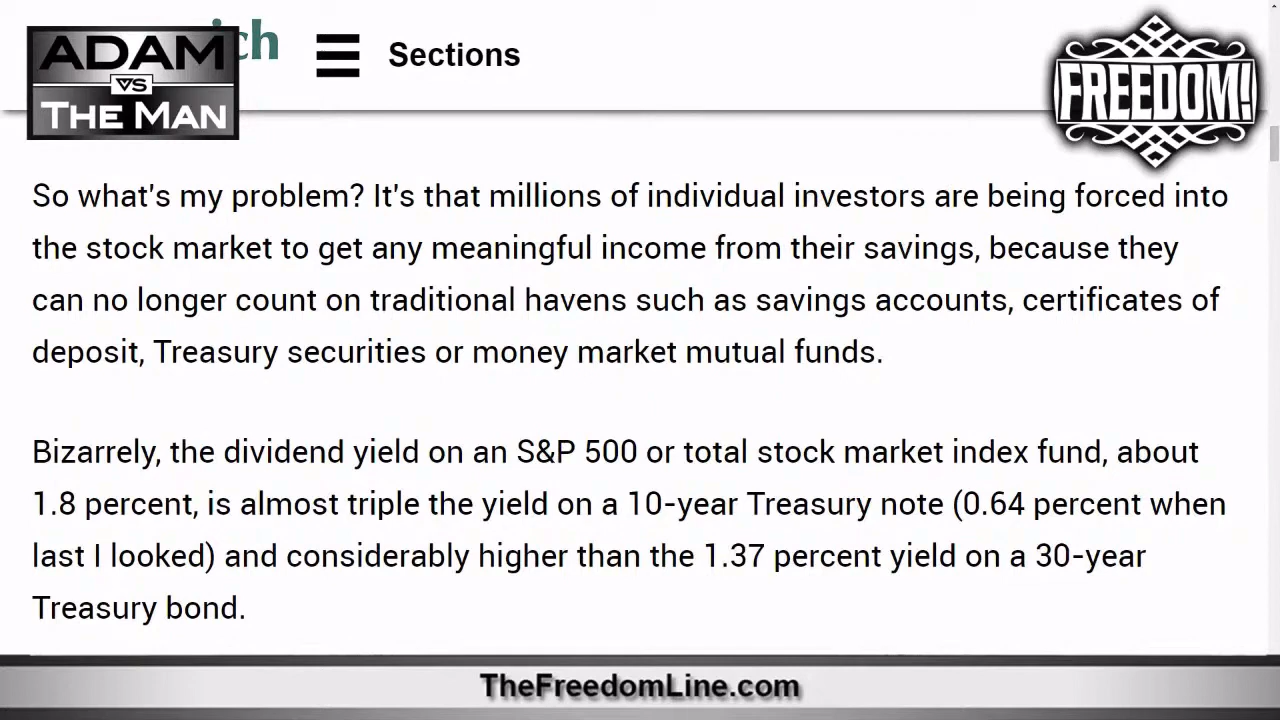 ADAM
VS
THE MAN
ich
Sections
FREEDOM!
So what's my problem? It's that millions of individual investors are being forced into
the stock market to get any meaningful income from their savings, because they
can no longer count on traditional havens such as savings accounts, certificates of
deposit, Treasury securities or money market mutual funds.
Bizarrely, the dividend yield on an S&P 500 or total stock market index fund, about
1.8 percent, is almost triple the yield on a 10-year Treasury note (0.64 percent when
last I looked) and considerably higher than the 1.37 percent yield on a 30-year
Treasury bond.
TheFreedomLine.com